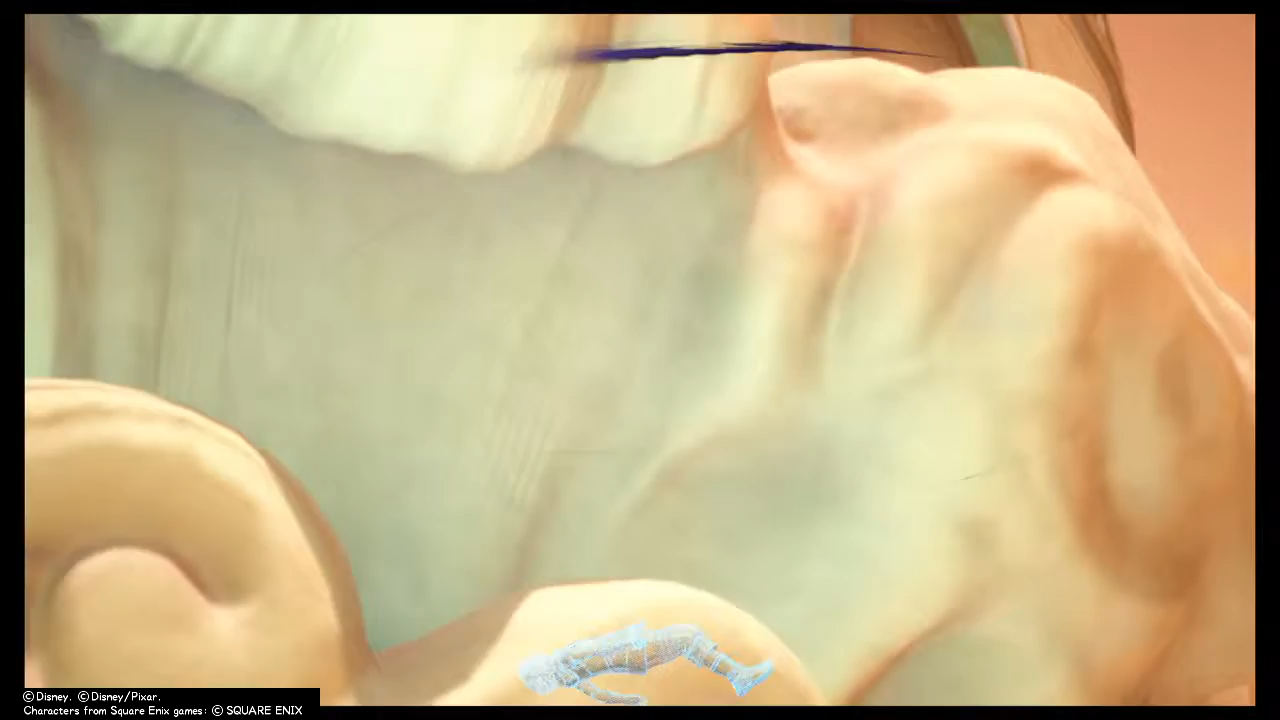 © Disney. © Disney/Pixar.
Characters from Square Enix games: © SQUARE ENIX